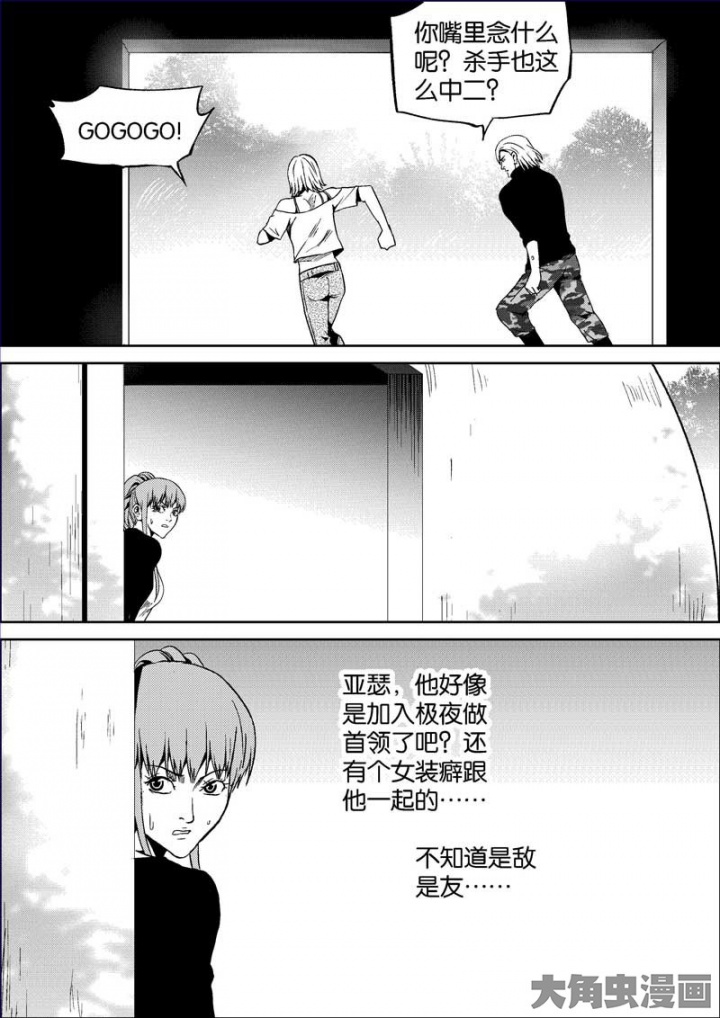 你嘴里念什么
呢？杀手也这
么中二？
GOGOGO!
亚瑟，他好像
是加入极夜做
首领了吧？还
有个女装癖跟
他一起的……
不知道是敌
是友……
大角虫漫画